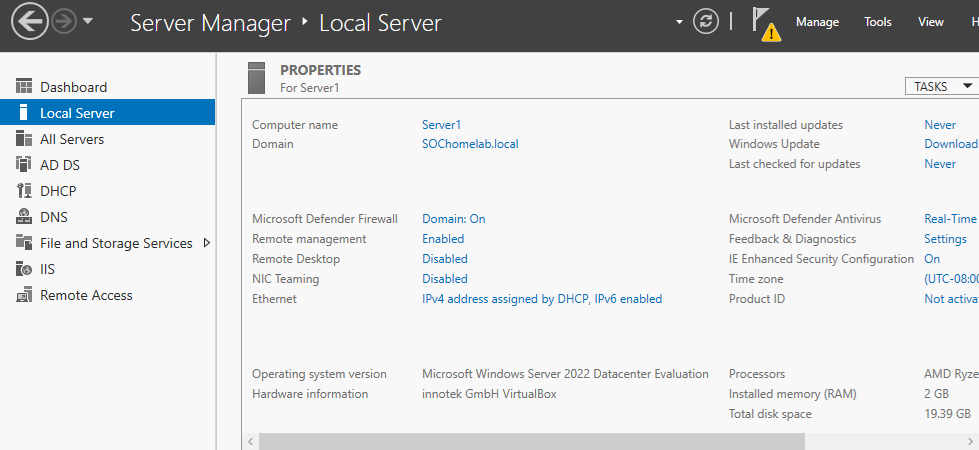 Server Manager ▸ Local Server
Manage Tools View H
Dashboard
Local Server
All Servers
AD DS
DHCP
DNS
File and Storage Services
IIS
Remote Access
PROPERTIES
For Server1
TASKS
Computer name Server1
Domain SOChomelab.local
Last installed updates Never
Windows Update Download
Last checked for updates Never
Microsoft Defender Firewall Domain: On
Remote management Enabled
Remote Desktop Disabled
NIC Teaming Disabled
Ethernet IPv4 address assigned by DHCP, IPv6 enabled
Microsoft Defender Antivirus Real-Time
Feedback & Diagnostics Settings
IE Enhanced Security Configuration On
Time zone (UTC-08:00
Product ID Not activa
Operating system version Microsoft Windows Server 2022 Datacenter Evaluation
Hardware information innotek GmbH VirtualBox
Processors AMD Ryze
Installed memory (RAM) 2 GB
Total disk space 19.39 GB